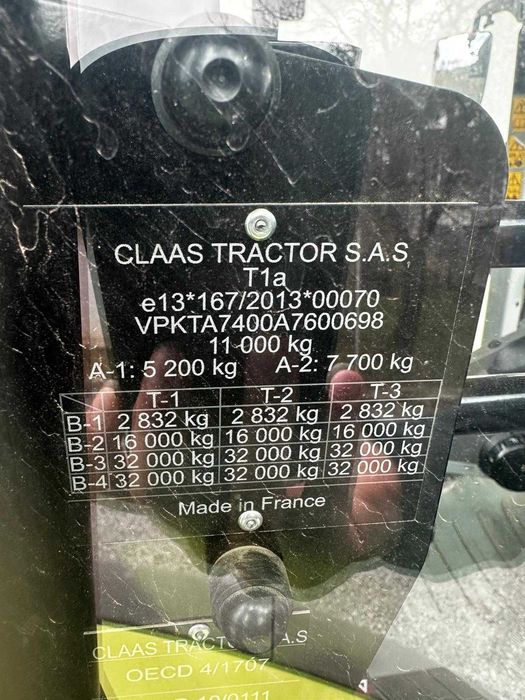 CLAAS TRACTOR S.A.S
T1a
e13*167/2013*00070
VPKTA7400A7600698
11 000 kg
A-1: 5 200 kg A-2: 7 700 kg
T-1 T-2 T-3
B-1 2 832 kg 2 832 kg 2 832 kg
B-2 16 000 kg 16 000 kg 16 000 kg
B-3 32 000 kg 32 000 kg 32 000 kg
B-4 32 000 kg 32 000 kg 32 000 kg
Made in France
CLAAS TRACTO A.S
OECD 4/1707